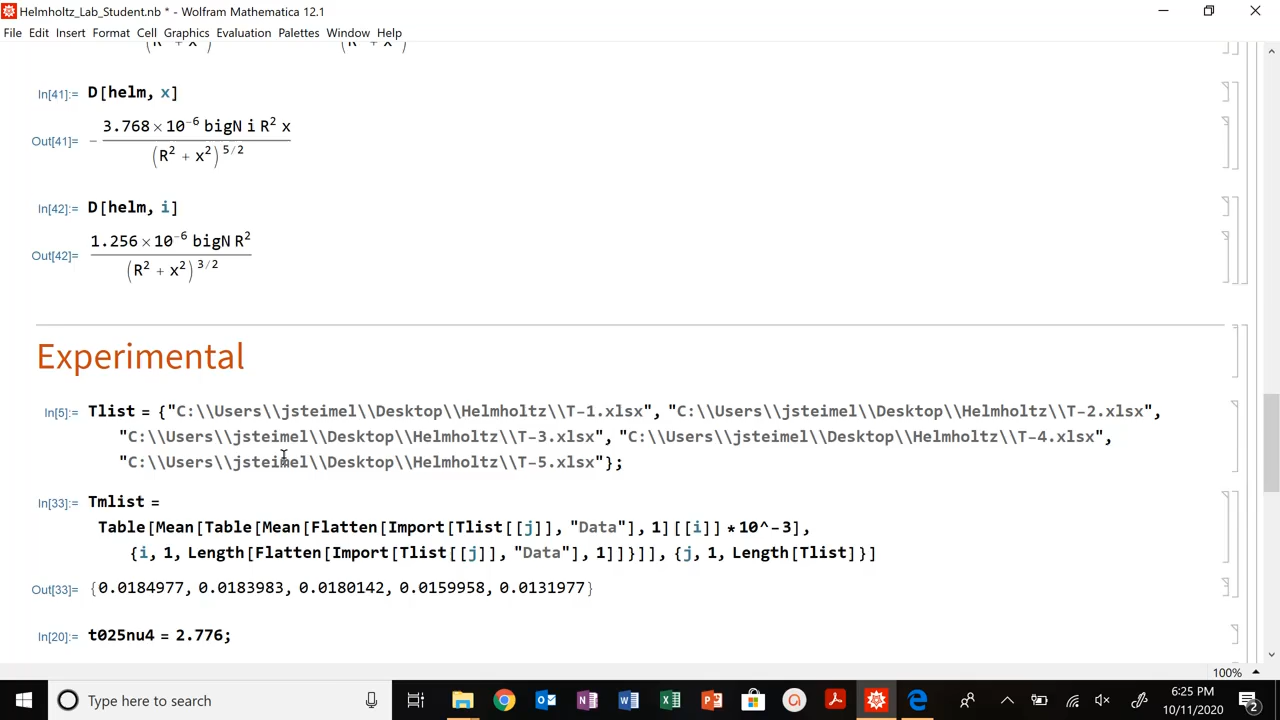 Helmholtz_Lab_Student.nb * - Wolfram Mathematica 12.1
File Edit Insert Format Cell Graphics Evaluation Palettes Window Help
In[41]:= D[helm, x]
3.768×10^-6 bigN i R^2 x
Out[41]= -
(R^2 + x^2)^5/2
In[42]:= D[helm, i]
1.256×10^-6 bigN R^2
Out[42]=
(R^2 + x^2)^3/2
Experimental
In[5]:= Tlist = {"C:\\Users\\jsteimel\\Desktop\\Helmholtz\\T-1.xlsx", "C:\\Users\\jsteimel\\Desktop\\Helmholtz\\T-2.xlsx",
"C:\\Users\\jsteimel\\Desktop\\Helmholtz\\T-3.xlsx", "C:\\Users\\jsteimel\\Desktop\\Helmholtz\\T-4.xlsx",
"C:\\Users\\jsteimel\\Desktop\\Helmholtz\\T-5.xlsx"};
In[33]:= Tmlist =
Table[Mean[Table[Mean[Flatten[Import[Tlist[[j]], "Data"], 1][[i]] *10^-3],
{i, 1, Length[Flatten[Import[Tlist[[j]], "Data"], 1]]}]], {j, 1, Length[Tlist]}]
Out[33]= {0.0184977, 0.0183983, 0.0180142, 0.0159958, 0.0131977}
In[20]:= t025nu4 = 2.776;
100%
Type here to search
6:25 PM
10/11/2020
2